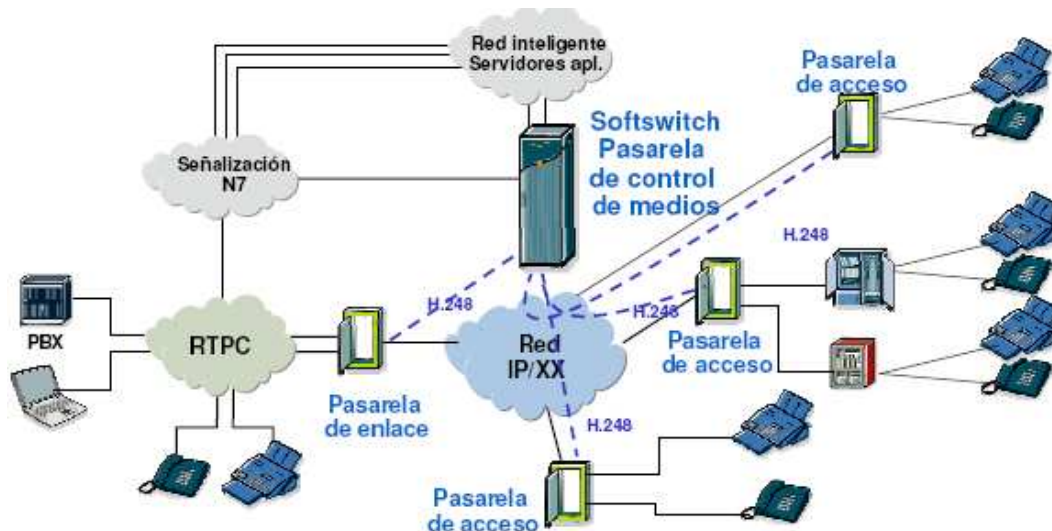 Red inteligente
Servidores apl.
Pasarela
de acceso
Softswitch
Pasarela
de control
de medios
Señalización
N7
H.248
H.248
H.248
PBX
RTPC
Red
IP/XX
Pasarela
de acceso
Pasarela
de enlace
H.248
Pasarela
de acceso